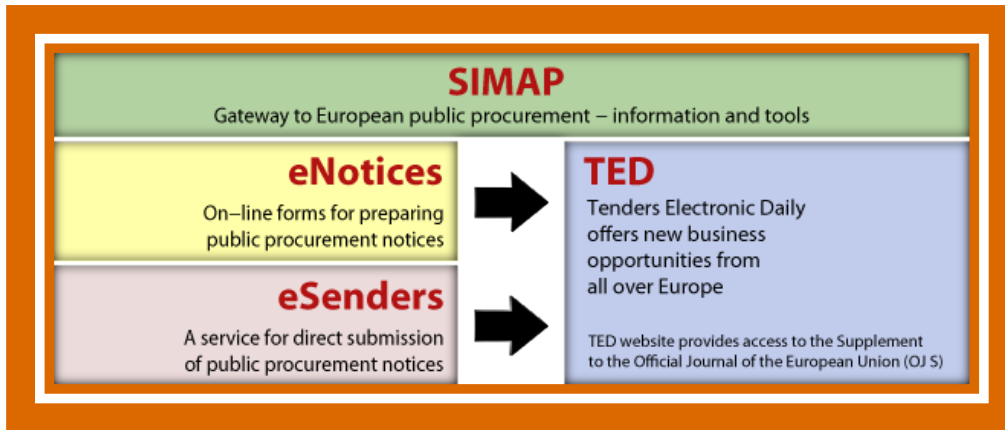 SIMAP
Gateway to European public procurement – information and tools
eNotices
On–line forms for preparing
public procurement notices
eSenders
A service for direct submission
of public procurement notices
TED
Tenders Electronic Daily
offers new business
opportunities from
all over Europe
TED website provides access to the Supplement
to the Official Journal of the European Union (OJ S)